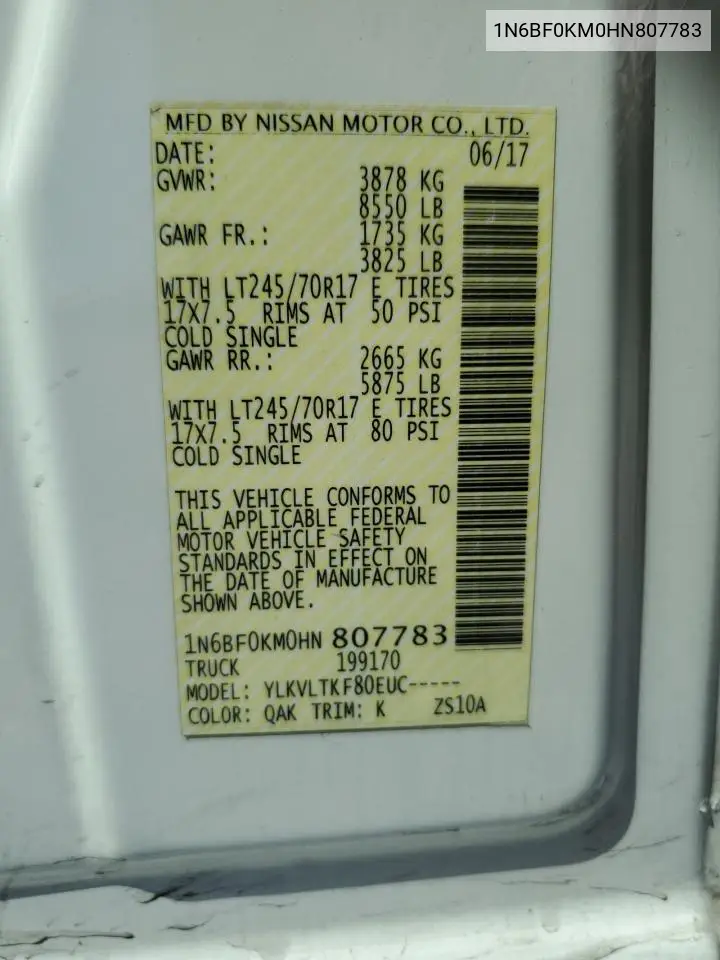 1N6BF0KM0HN807783
MFD BY NISSAN MOTOR CO., LTD.
DATE: 06/17
GVWR: 3878 KG
8550 LB
GAWR FR.: 1735 KG
3825 LB
WITH LT245/70R17 E TIRES
17X7.5 RIMS AT 50 PSI
COLD SINGLE
GAWR RR.: 2665 KG
5875 LB
WITH LT245/70R17 E TIRES
17X7.5 RIMS AT 80 PSI
COLD SINGLE
THIS VEHICLE CONFORMS TO
ALL APPLICABLE FEDERAL
MOTOR VEHICLE SAFETY
STANDARDS IN EFFECT ON
THE DATE OF MANUFACTURE
SHOWN ABOVE.
1N6BF0KM0HN 807783
TRUCK 199170
MODEL: YLKVLTKF80EUC-----
COLOR: QAK TRIM: K ZS10A